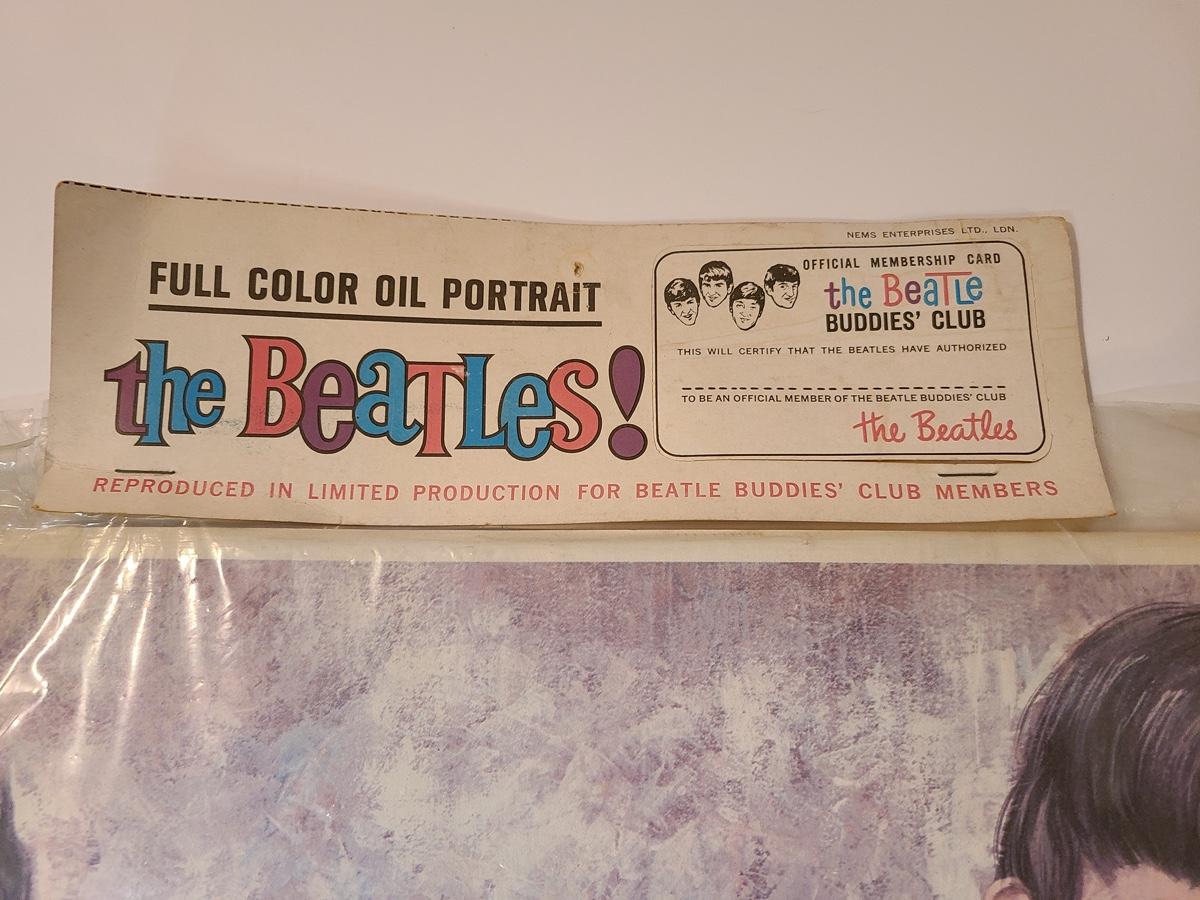 FULL COLOR OIL PORTRAIT
the BeaTLes!
NEMS ENTERPRISES LTD., LDN.
OFFICIAL MEMBERSHIP CARD
the BeaTLe
BUDDIES' CLUB
THIS WILL CERTIFY THAT THE BEATLES HAVE AUTHORIZED
TO BE AN OFFICIAL MEMBER OF THE BEATLE BUDDIES' CLUB
the Beatles
REPRODUCED IN LIMITED PRODUCTION FOR BEATLE BUDDIES' CLUB MEMBERS